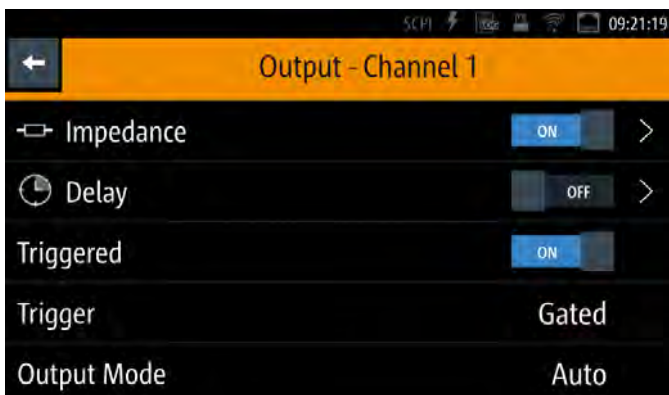 SCPI 09:21:19
Output - Channel 1
Impedance ON
Delay OFF
Triggered ON
Trigger Gated
Output Mode Auto